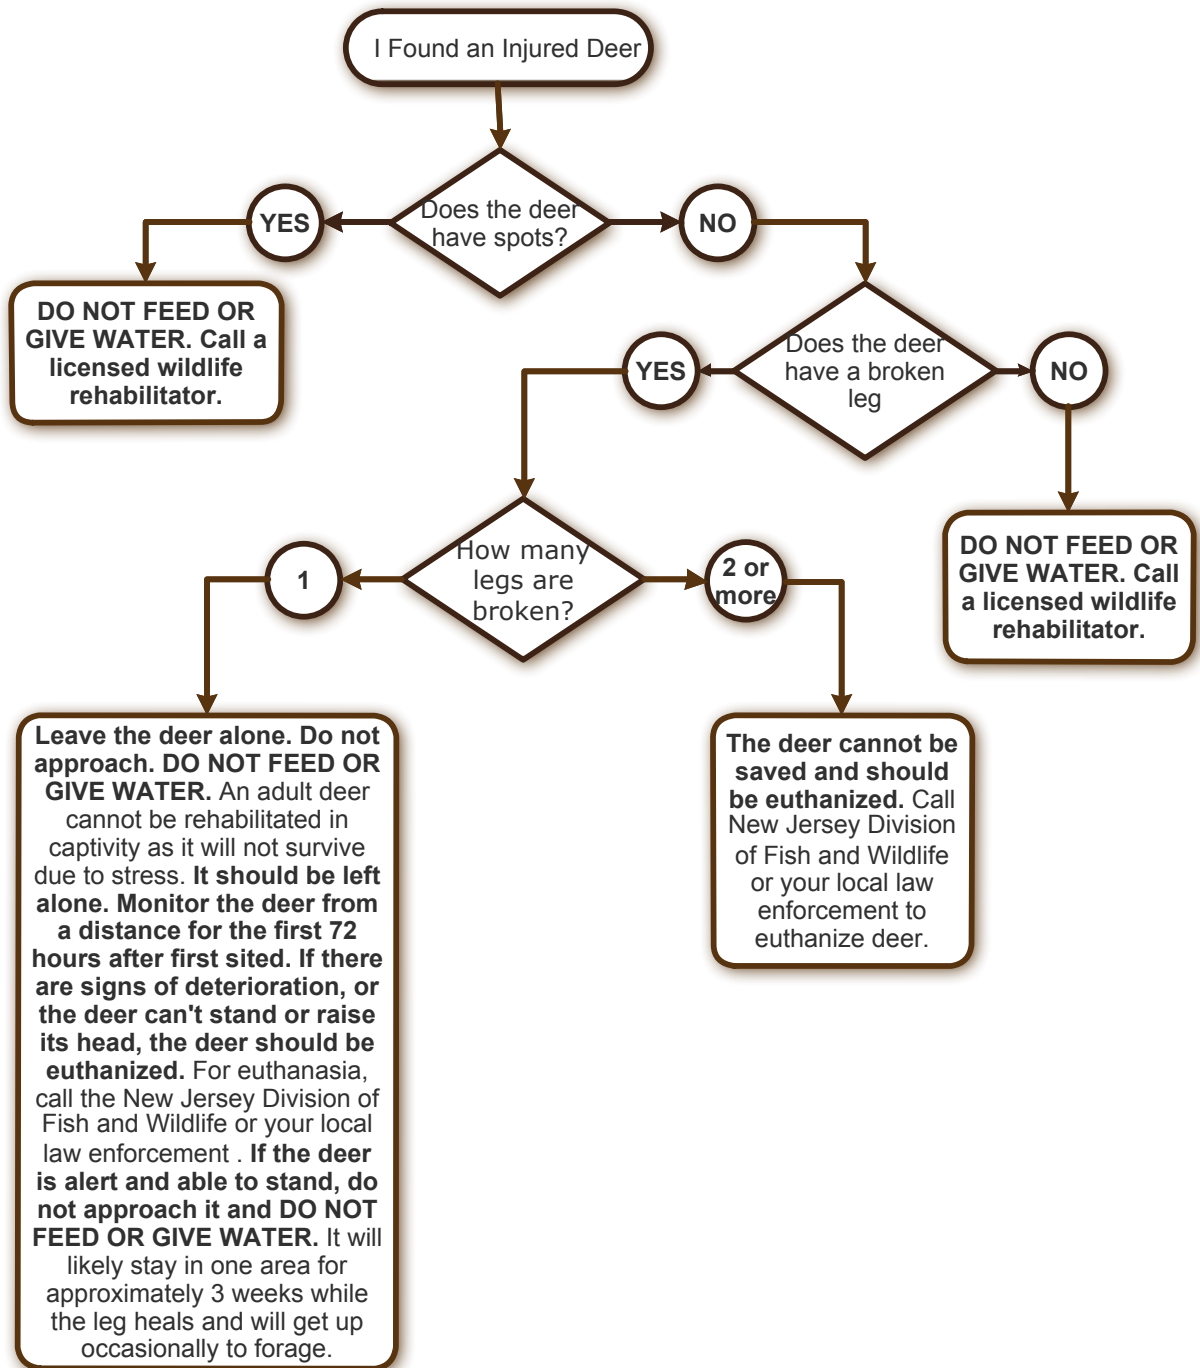 I Found an Injured Deer
Does the deer
have spots?
YES
NO
DO NOT FEED OR
GIVE WATER. Call a
licensed wildlife
rehabilitator.
Does the deer
have a broken
leg
YES
NO
DO NOT FEED OR
GIVE WATER. Call
a licensed wildlife
rehabilitator.
How many
legs are
broken?
1
2 or
more
Leave the deer alone. Do not
approach. DO NOT FEED OR
GIVE WATER. An adult deer
cannot be rehabilitated in
captivity as it will not survive
due to stress. It should be left
alone. Monitor the deer from
a distance for the first 72
hours after first sited. If there
are signs of deterioration, or
the deer can't stand or raise
its head, the deer should be
euthanized. For euthanasia,
call the New Jersey Division of
Fish and Wildlife or your local
law enforcement . If the deer
is alert and able to stand, do
not approach it and DO NOT
FEED OR GIVE WATER. It will
likely stay in one area for
approximately 3 weeks while
the leg heals and will get up
occasionally to forage.
The deer cannot be
saved and should
be euthanized. Call
New Jersey Division
of Fish and Wildlife
or your local law
enforcement to
euthanize deer.